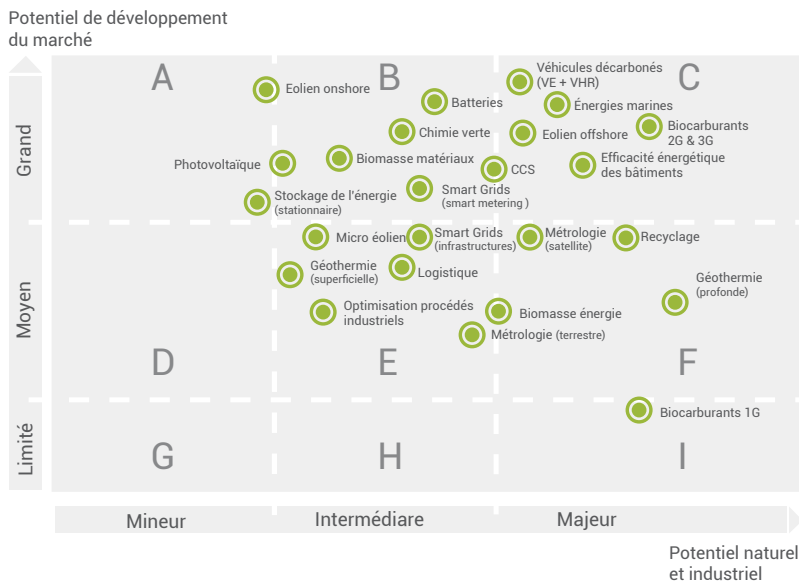 Potentiel de développement
du marché
A
B
C
Eolien onshore
Véhicules décarbonés
(VE + VHR)
Batteries
Énergies marines
Chimie verte
Eolien offshore
Biocarburants
2G & 3G
Photovoltaïque
Biomasse matériaux
CCS
Efficacité énergétique
des bâtiments
Stockage de l'énergie
(stationnaire)
Smart Grids
(smart metering )
Grand
Micro éolien
Smart Grids
(infrastructures)
Métrologie
(satellite)
Recyclage
Géothermie
(superficielle)
Logistique
Géothermie
(profonde)
Optimisation procédés
industriels
Biomasse énergie
Métrologie (terrestre)
Moyen
D
E
F
Biocarburants 1G
Limité
G
H
I
Mineur
Intermédiare
Majeur
Potentiel naturel
et industriel